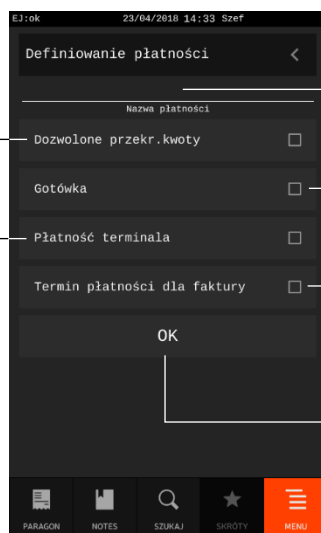 EJ:ok 23/04/2018 14:33 Szef
Definiowanie płatności
Nazwa płatności
Dozwolone przekr.kwoty
Gotówka
Płatność terminala
Termin płatności dla faktury
OK
PARAGON NOTES SZUKAJ SKRÓTY MENU